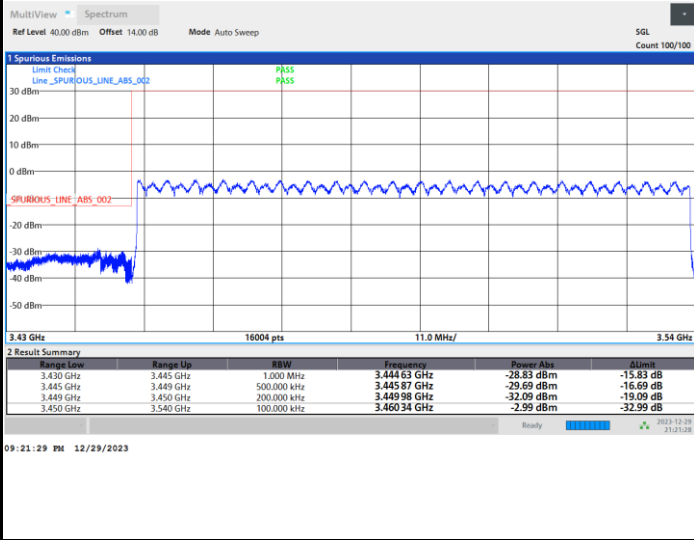 MultiView Spectrum
Ref Level 40.00 dBm Offset 14.00 dB Mode Auto Sweep SGL
Count 100/100
1 Spurious Emissions
Limit Check PASS
Line _SPURIOUS_LINE_ABS_002 PASS
30 dBm
20 dBm
10 dBm
0 dBm
_SPURIOUS_LINE_ABS_002
-20 dBm
-30 dBm
-40 dBm
-50 dBm
3.43 GHz 16004 pts 11.0 MHz/ 3.54 GHz
2 Result Summary
Range Low Range Up RBW Frequency Power Abs ΔLimit
3.430 GHz 3.445 GHz 1.000 MHz 3.444 63 GHz -28.83 dBm -15.83 dB
3.445 GHz 3.449 GHz 500.000 kHz 3.445 87 GHz -29.69 dBm -16.69 dB
3.449 GHz 3.450 GHz 200.000 kHz 3.449 98 GHz -32.09 dBm -19.09 dB
3.450 GHz 3.540 GHz 100.000 kHz 3.460 34 GHz -2.99 dBm -32.99 dB
Ready 2023-12-29
21:21:28
09:21:29 PM 12/29/2023